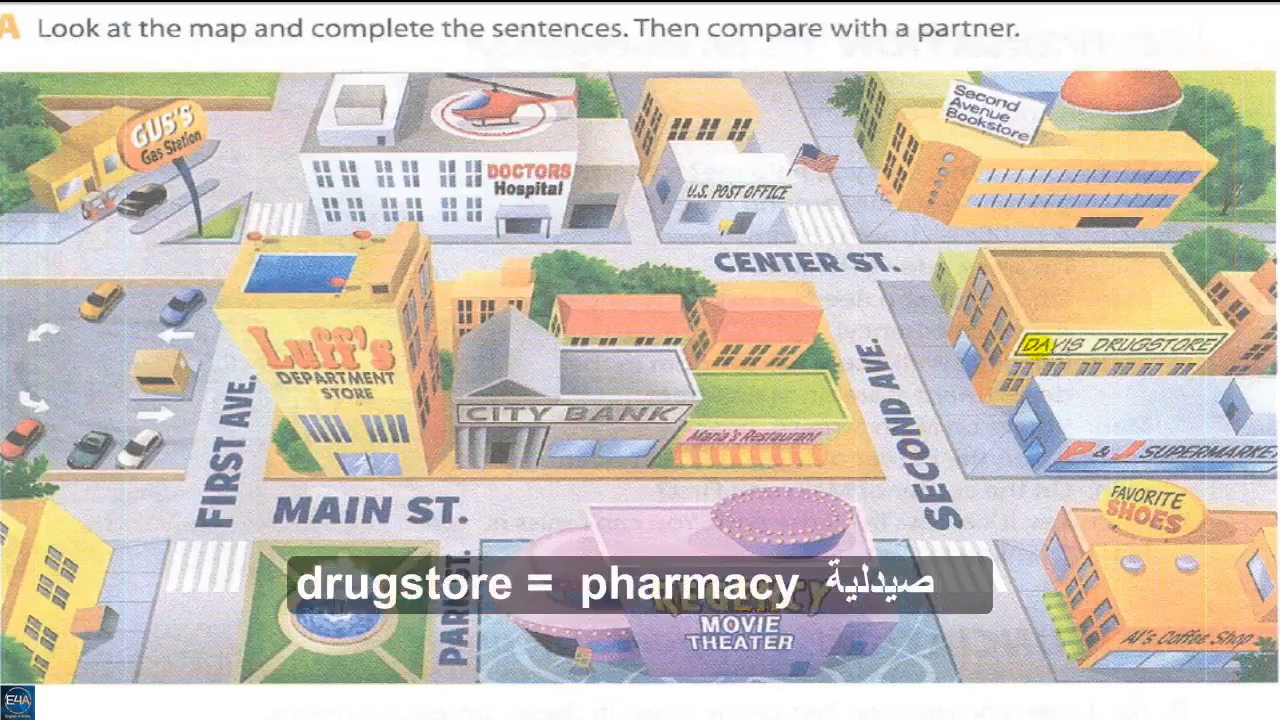 A Look at the map and complete the sentences. Then compare with a partner.
GUS'S
Gas Station
DOCTORS
Hospital
U.S. POST OFFICE
Second
Avenue
Bookstore
CENTER ST.
Luff's
DEPARTMENT
STORE
CITY BANK
Maria's Restaurant
DAVIS DRUGSTORE
P & J SUPERMARKET
FIRST AVE.
SECOND AVE.
MAIN ST.
FAVORITE
SHOES
drugstore = pharmacy صيدلية
PARK ST.
REGENCY
MOVIE
THEATER
Al's Coffee Shop
E4A